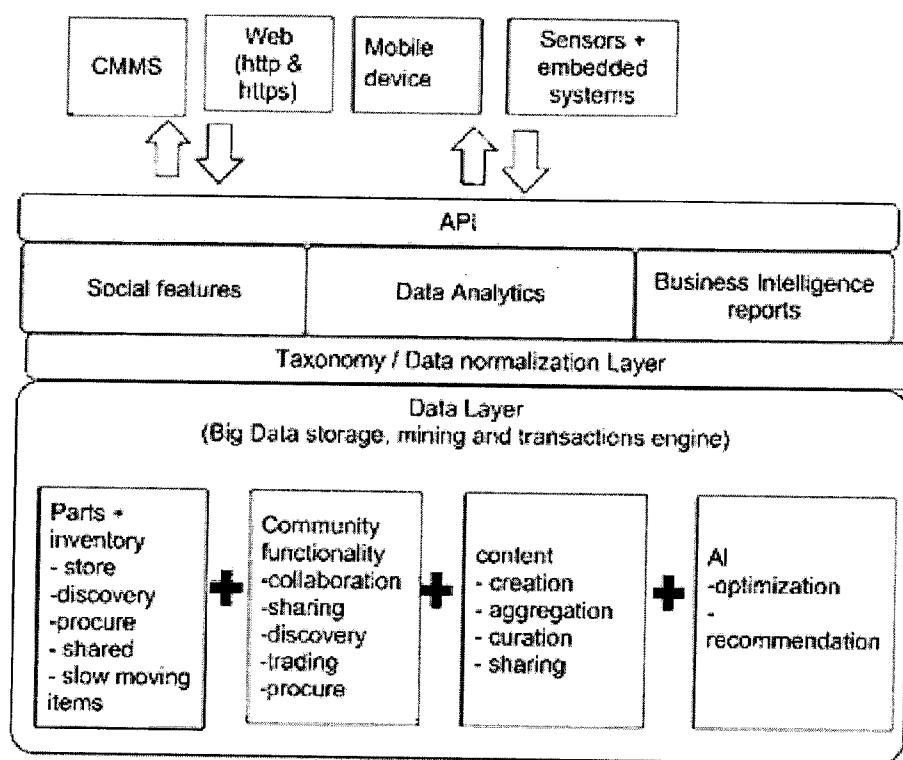 CMMS
Web
(http &
https)
Mobile
device
Sensors +
embedded
systems
API
Social features
Data Analytics
Business Intelligence
reports
Taxonomy / Data normalization Layer
Data Layer
(Big Data storage, mining and transactions engine)
Parts +
inventory
- store
-discovery
-procure
- shared
- slow moving
items
Community
functionality
-collaboration
-sharing
-discovery
-trading
-procure
content
- creation
- aggregation
- curation
- sharing
AI
-optimization
-
recommendation